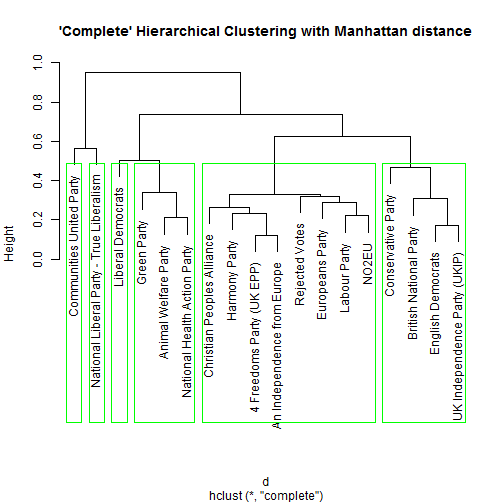 'Complete' Hierarchical Clustering with Manhattan distance
Height
1.0
0.8
0.6
0.4
0.2
0.0
Communities United Party
National Liberal Party - True Liberalism
Liberal Democrats
Green Party
Animal Welfare Party
National Health Action Party
Christian Peoples Alliance
Harmony Party
4 Freedoms Party (UK EPP)
An Independence from Europe
Rejected Votes
Europeans Party
Labour Party
NO2EU
Conservative Party
British National Party
English Democrats
UK Independence Party (UKIP)
d
hclust (*, "complete")